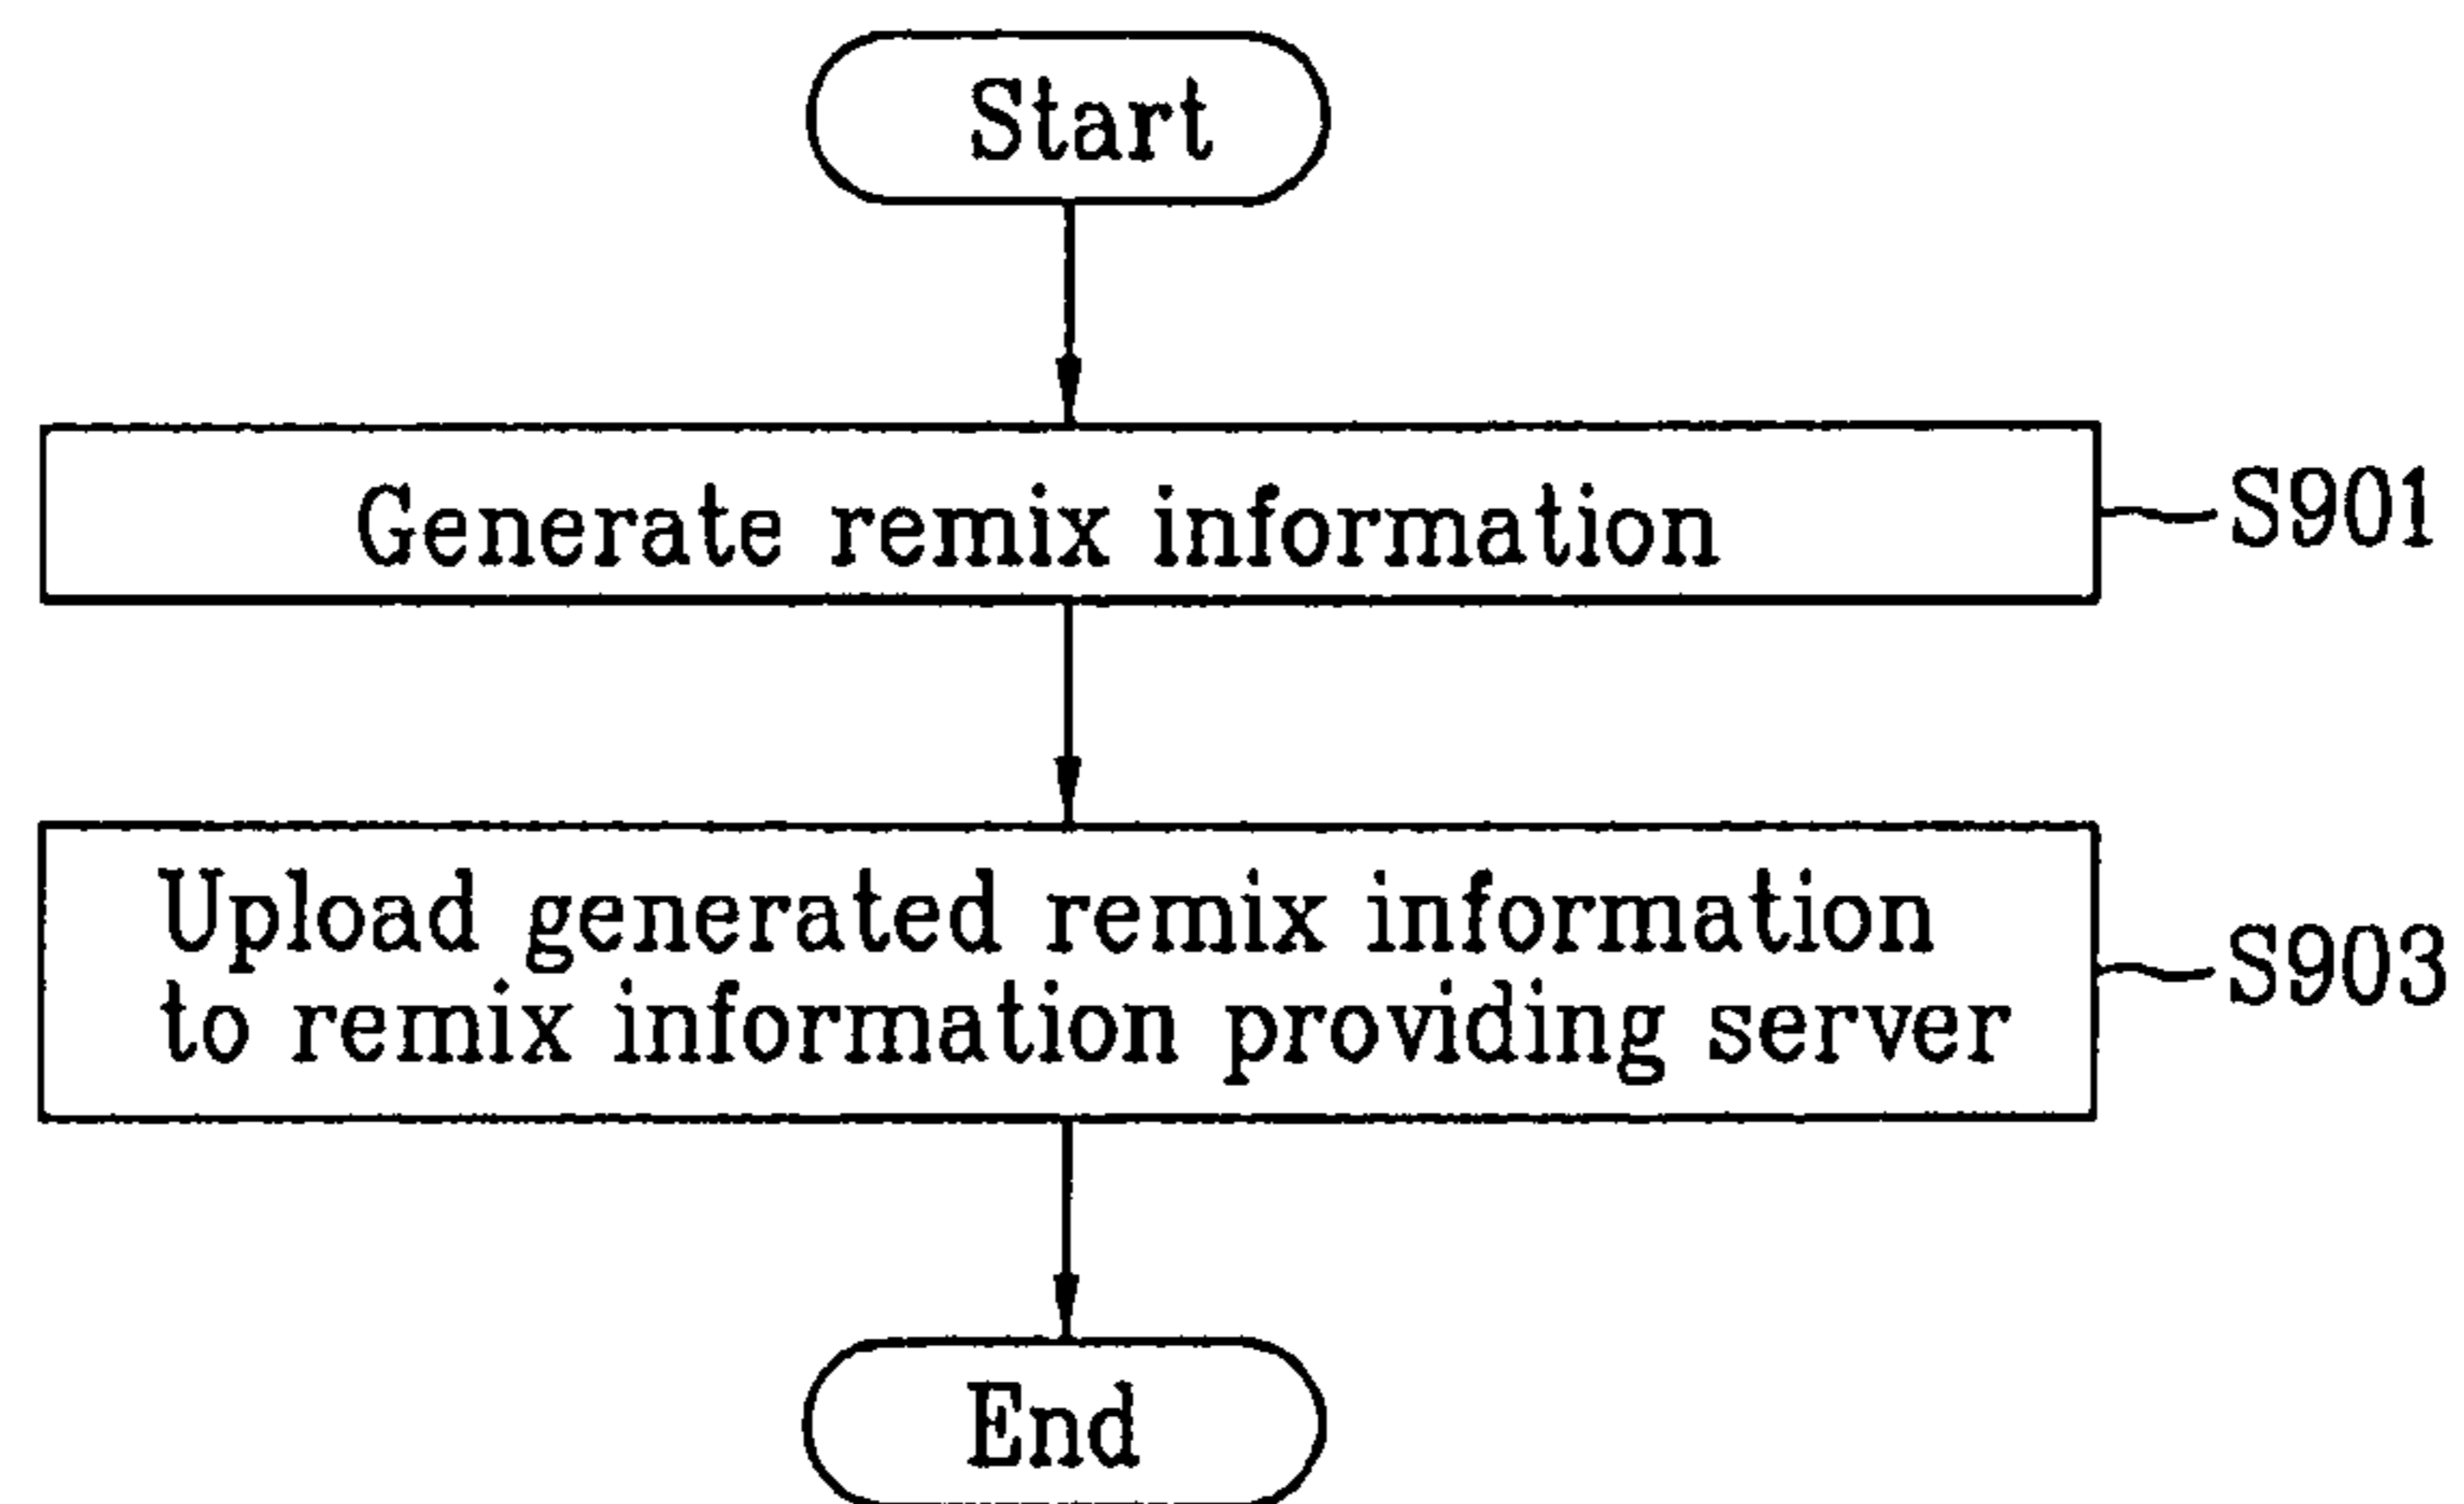 Start
Generate remix information
S901
Upload generated remix information
to remix information providing server
S903
End